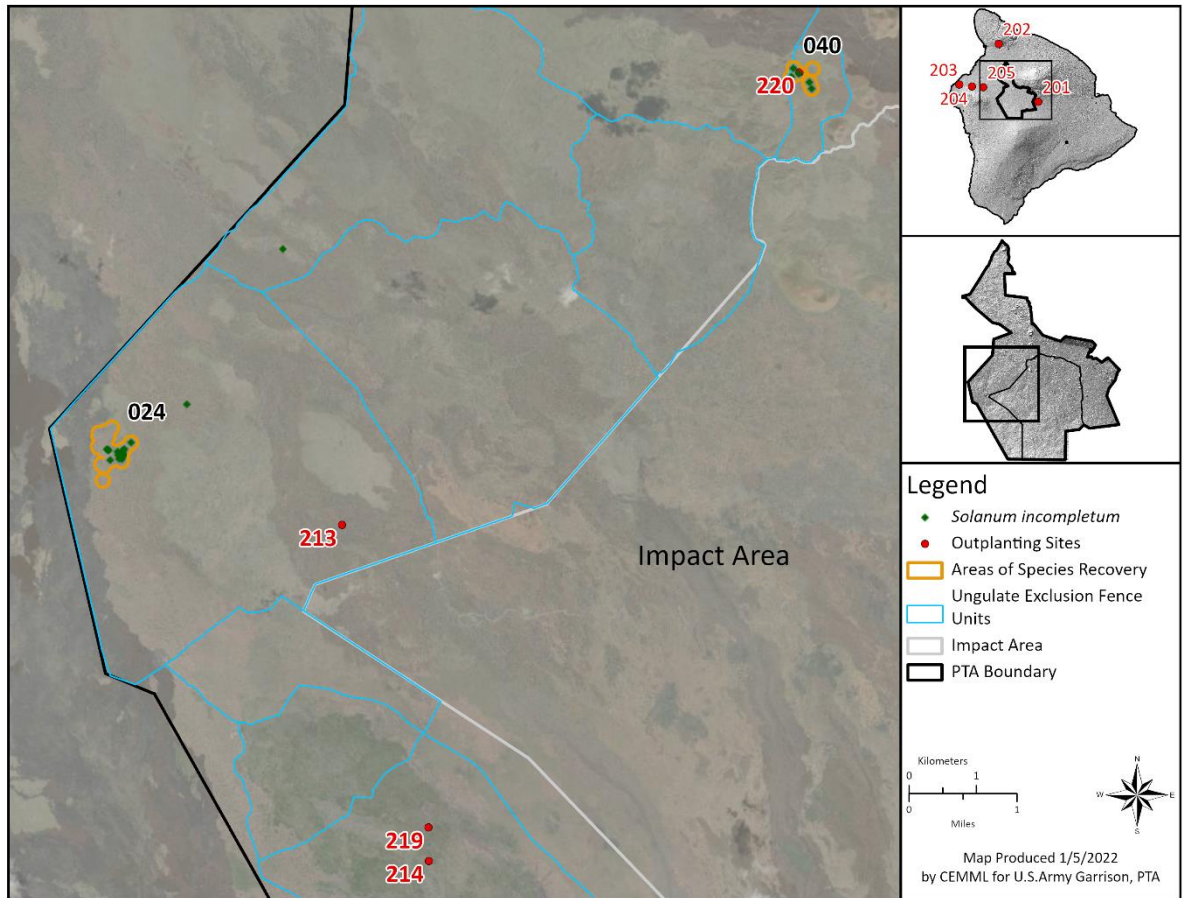 040
220
024
213
Impact Area
219
214
202
203
205
201
204
Legend
Solanum incompletum
Outplanting Sites
Areas of Species Recovery
Ungulate Exclusion Fence
Units
Impact Area
PTA Boundary
Kilometers
0 1
0 1
Miles
N
W E
S
Map Produced 1/5/2022
by CEMML for U.S.Army Garrison, PTA